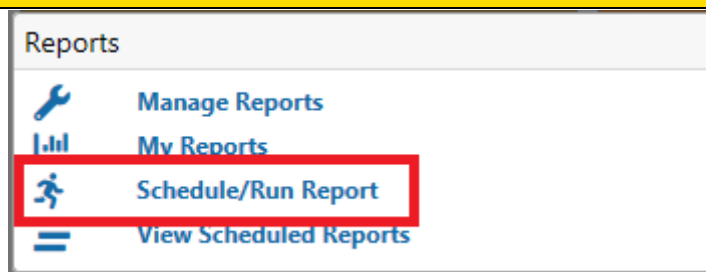 Reports
Manage Reports
My Reports
Schedule/Run Report
View Scheduled Reports